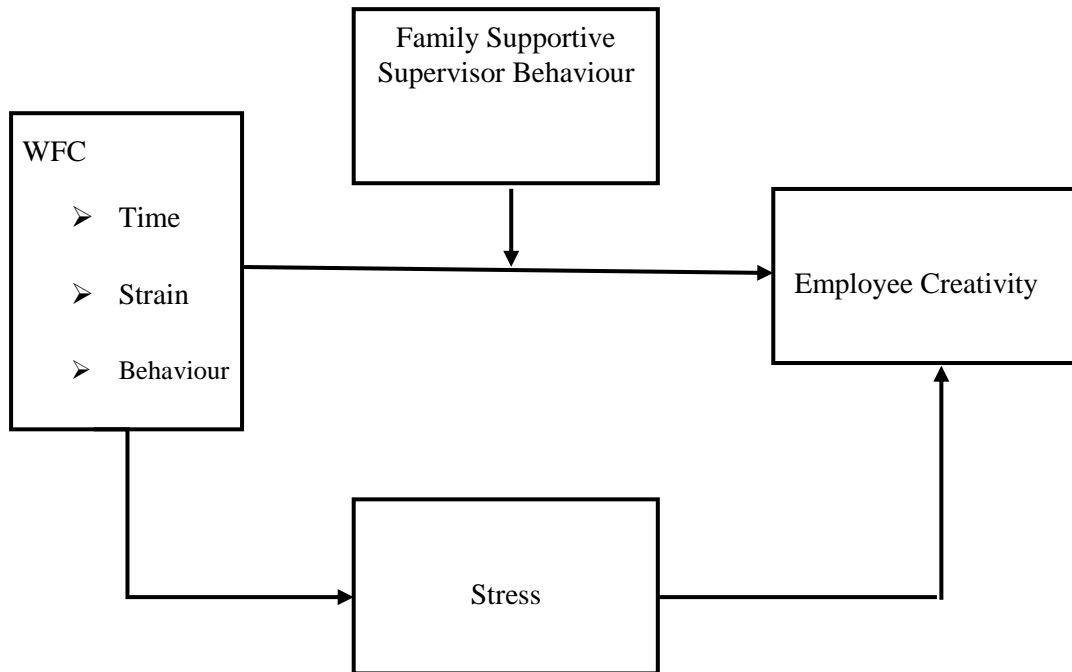 Family Supportive
Supervisor Behaviour
WFC
➢ Time
➢ Strain
➢ Behaviour
Employee Creativity
Stress